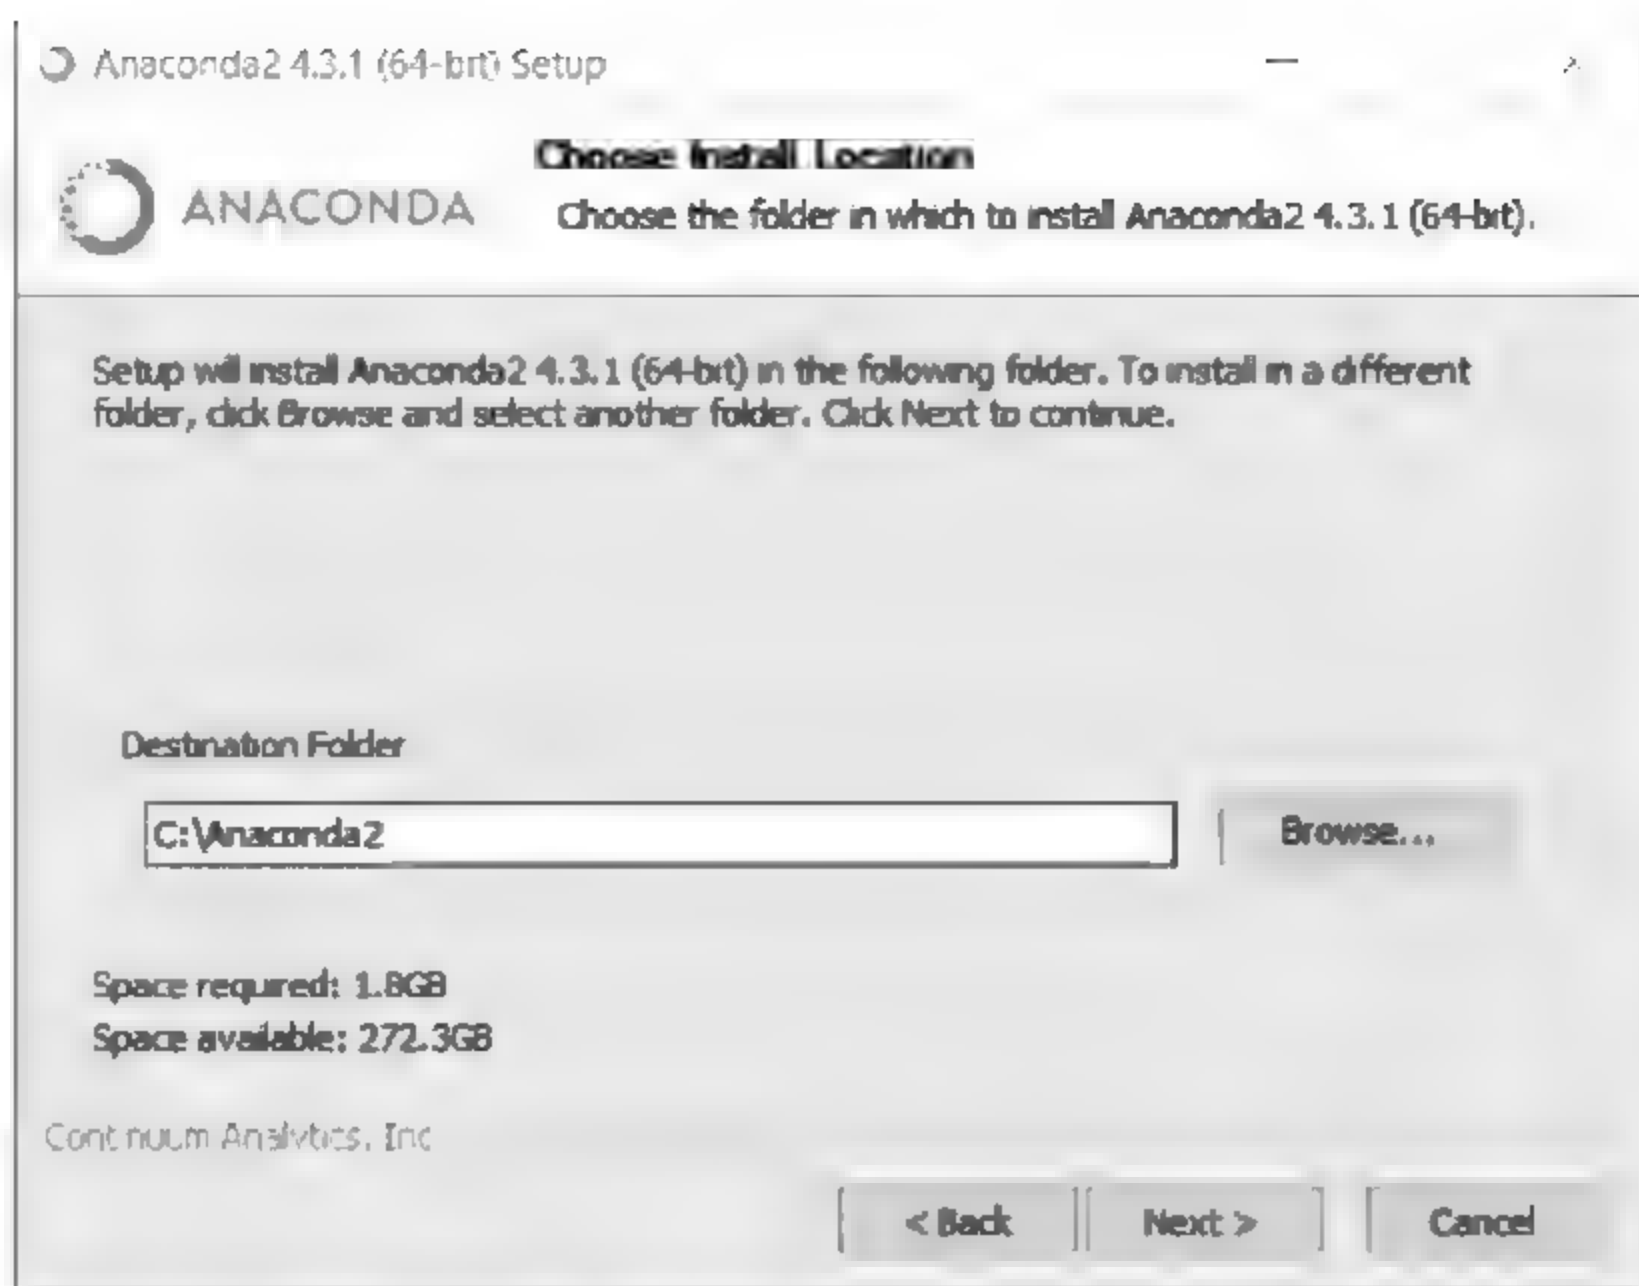 Anaconda2 4.3.1 (64-bit) Setup
ANACONDA
Choose Install Location
Choose the folder in which to install Anaconda2 4.3.1 (64-bit).
Setup will install Anaconda2 4.3.1 (64-bit) in the following folder. To install in a different
folder, click Browse and select another folder. Click Next to continue.
Destination Folder
C:\Anaconda2
Browse...
Space required: 1.8GB
Space available: 272.3GB
Continuum Analytics, Inc.
< Back
Next >
Cancel